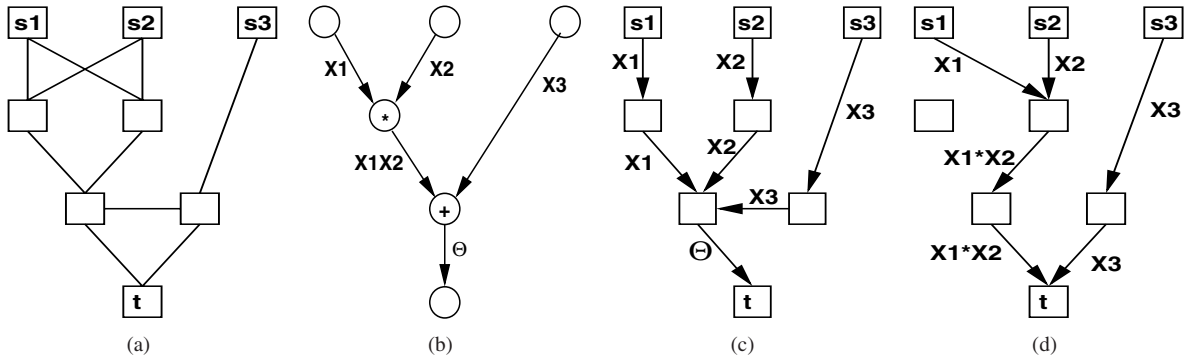 s1 s2 s3
t
(a)
X1 X2 X3
*
X1X2
+
Θ
(b)
s1 s2 s3
X1 X2
X3
X1 X2
X3
Θ
t
(c)
s1 s2 s3
X1 X2
X3
X1*X2
X1*X2 X3
t
(d)